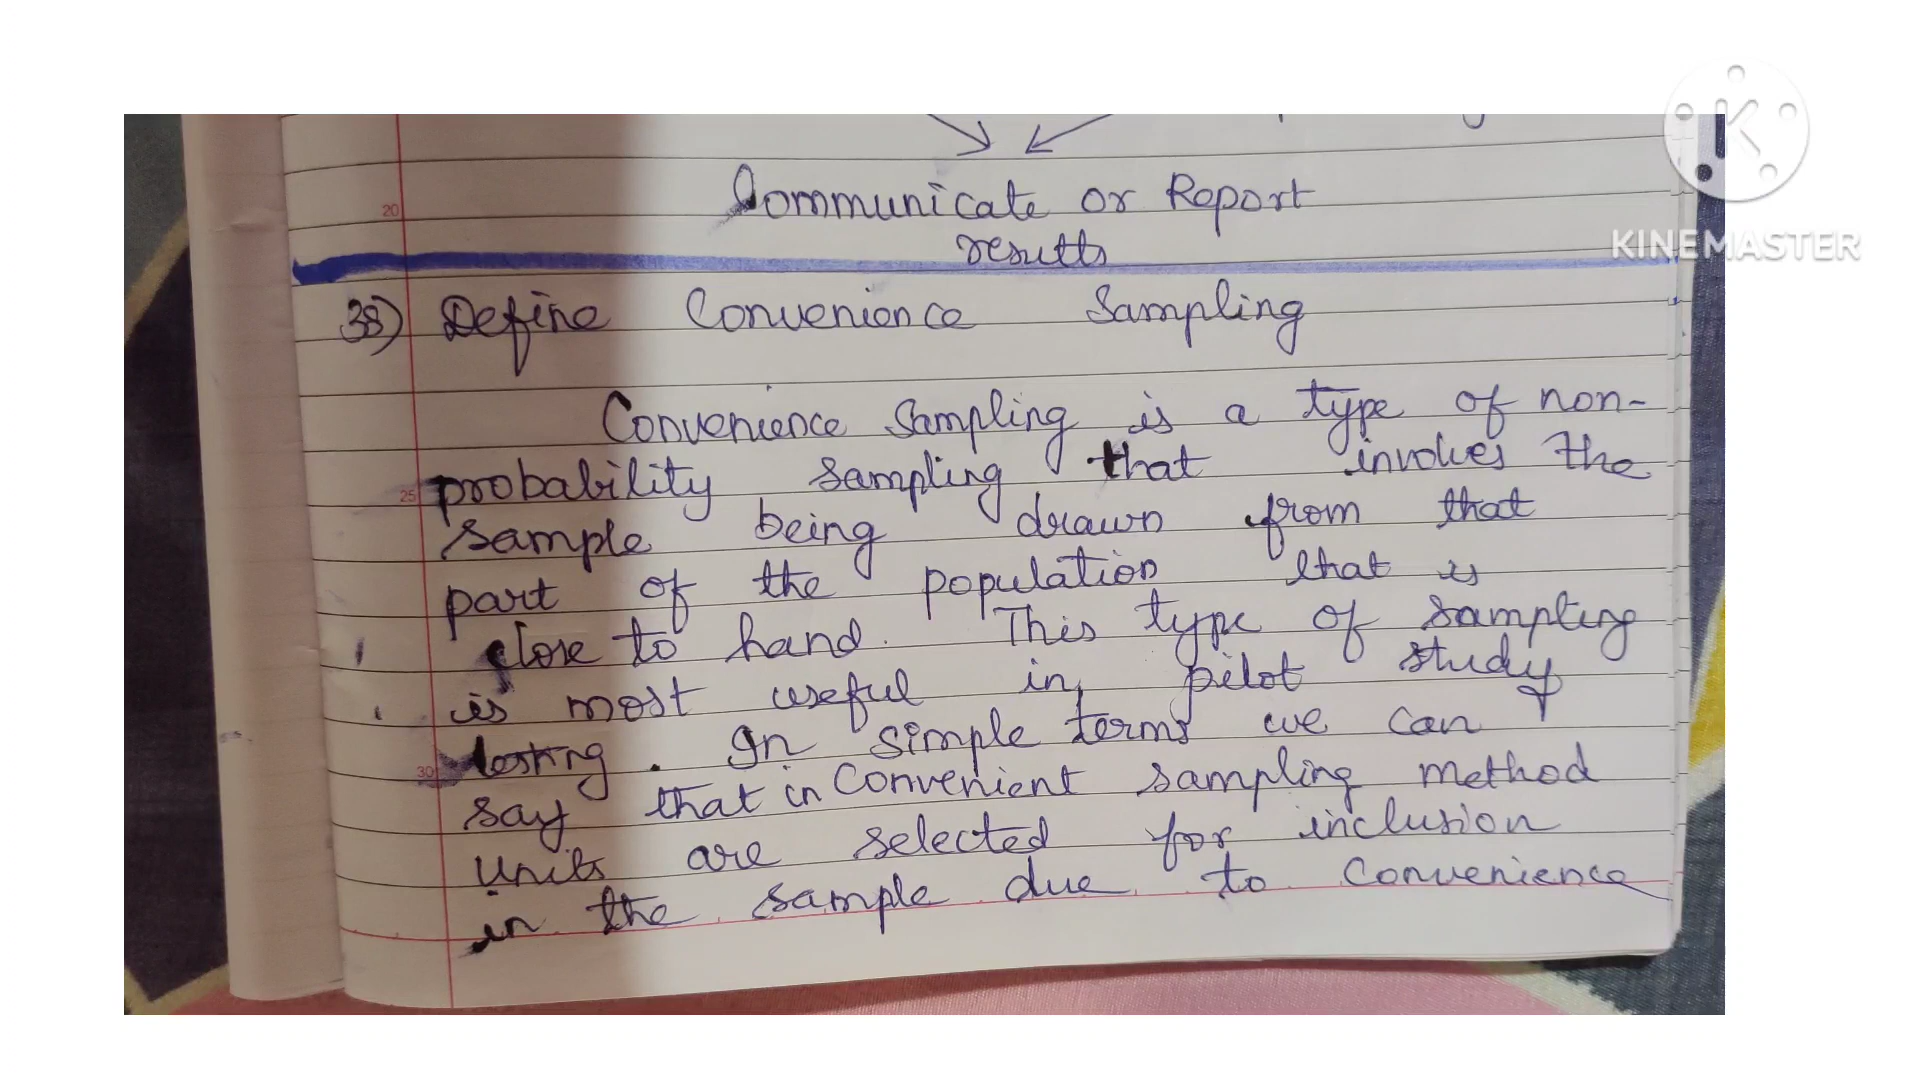 Communicate or Report
results
38) Define Convenience Sampling
Convenience Sampling is a type of non-
probability sampling that involves the
sample being drawn from that
part of the population that is
close to hand. This type of sampling
is most useful in pilot study
testing. In simple terms we can
say that in Convenient sampling method
units are selected for inclusion
in the sample due to convenience
20
25
30
KINEMASTER